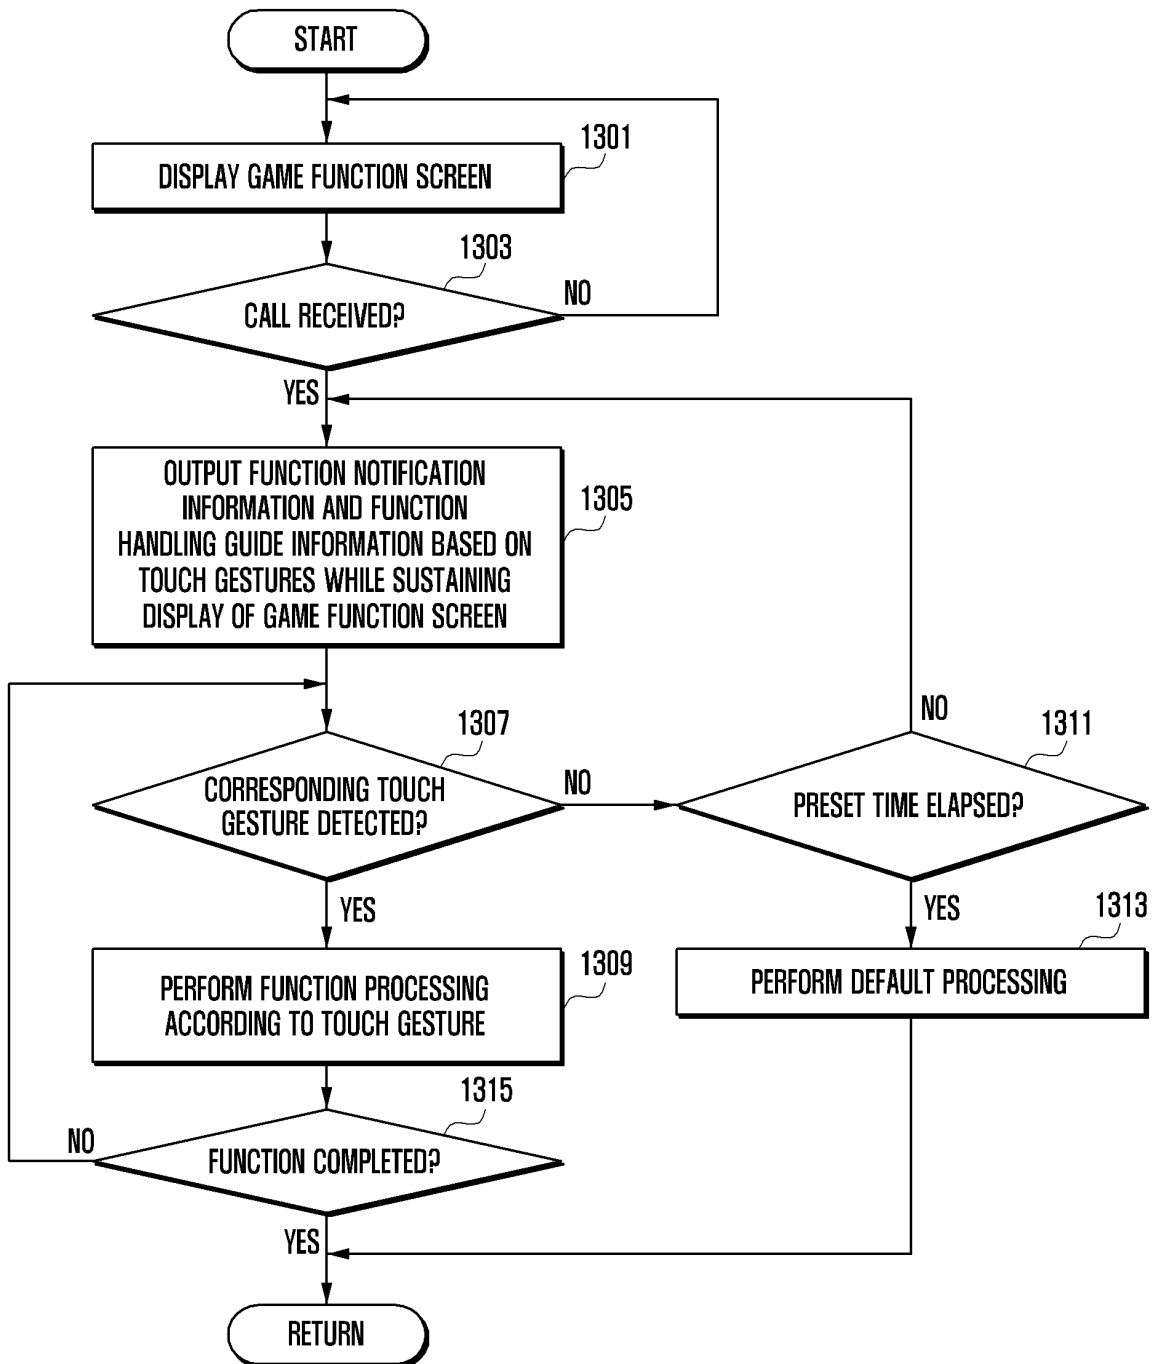 START
1301
DISPLAY GAME FUNCTION SCREEN
1303
CALL RECEIVED?
NO
YES
OUTPUT FUNCTION NOTIFICATION
INFORMATION AND FUNCTION
HANDLING GUIDE INFORMATION BASED ON
TOUCH GESTURES WHILE SUSTAINING
DISPLAY OF GAME FUNCTION SCREEN
1305
1307
CORRESPONDING TOUCH
GESTURE DETECTED?
NO
NO
1311
PRESET TIME ELAPSED?
YES
YES
1313
PERFORM DEFAULT PROCESSING
1309
PERFORM FUNCTION PROCESSING
ACCORDING TO TOUCH GESTURE
1315
FUNCTION COMPLETED?
NO
YES
RETURN